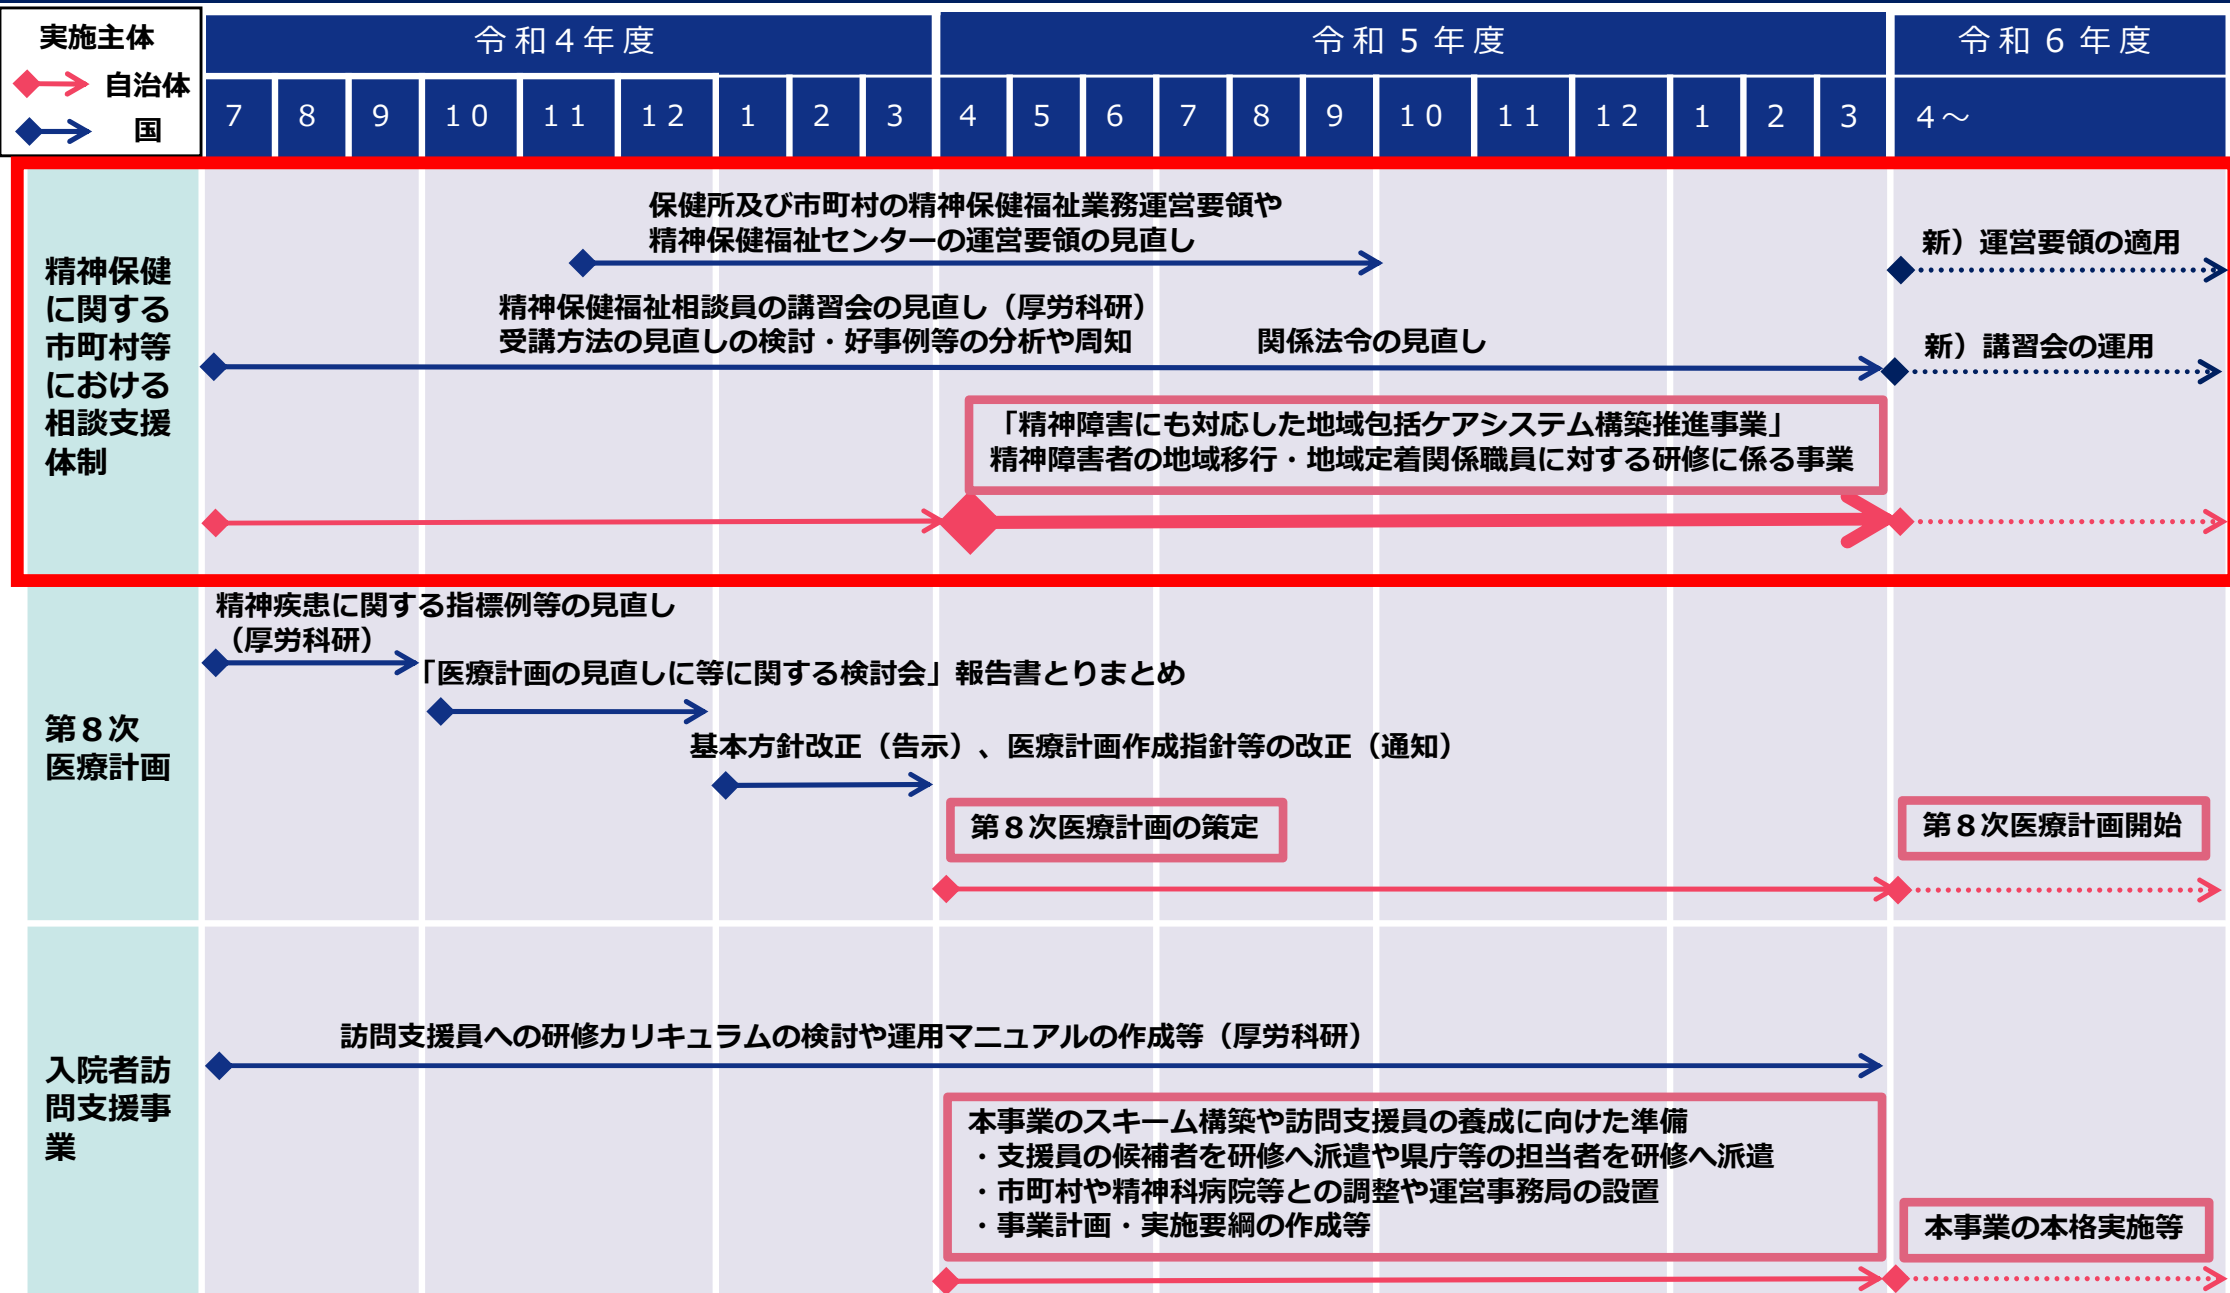 実施主体
自治体
国
令和４年度
令和５年度
令和６年度
7 8 9 10 11 12 1 2 3 4 5 6 7 8 9 10 11 12 1 2 3 4～
精神保健
に関する
市町村等
における
相談支援
体制
保健所及び市町村の精神保健福祉業務運営要領や
精神保健福祉センターの運営要領の見直し
新）運営要領の適用
精神保健福祉相談員の講習会の見直し（厚労科研）
受講方法の見直しの検討・好事例等の分析や周知
関係法令の見直し
新）講習会の運用
「精神障害にも対応した地域包括ケアシステム構築推進事業」
精神障害者の地域移行・地域定着関係職員に対する研修に係る事業
第８次
医療計画
精神疾患に関する指標例等の見直し
（厚労科研）
「医療計画の見直しに等に関する検討会」報告書とりまとめ
基本方針改正（告示）、医療計画作成指針等の改正（通知）
第８次医療計画の策定
第８次医療計画開始
入院者訪
問支援事
業
訪問支援員への研修カリキュラムの検討や運用マニュアルの作成等（厚労科研）
本事業のスキーム構築や訪問支援員の養成に向けた準備
・支援員の候補者を研修へ派遣や県庁等の担当者を研修へ派遣
・市町村や精神科病院等との調整や運営事務局の設置
・事業計画・実施要綱の作成等
本事業の本格実施等